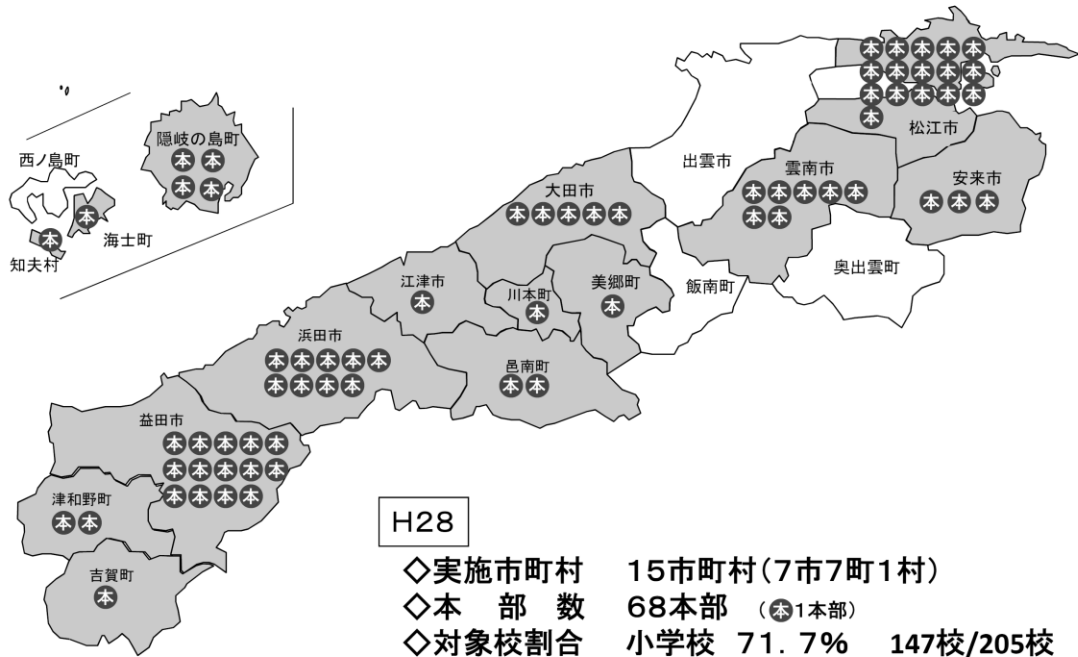 隠岐の島町
本 本
本 本
西ノ島町
本
海士町
本
知夫村
本本本本本
本本本本本
本本本本本
本
松江市
出雲市
雲南市
本本本本本
本本
安来市
本本本
大田市
本本本本本
奥出雲町
飯南町
江津市
本
川本町
本
美郷町
本
浜田市
本本本本本
本本本本
邑南町
本本
益田市
本本本本本
本本本本本
本本本本
津和野町
本本
吉賀町
本
H28
◇実施市町村 15市町村(7市7町1村)
◇本部数 68本部 (本1本部)
◇対象校割合 小学校 71.7% 147校/205校